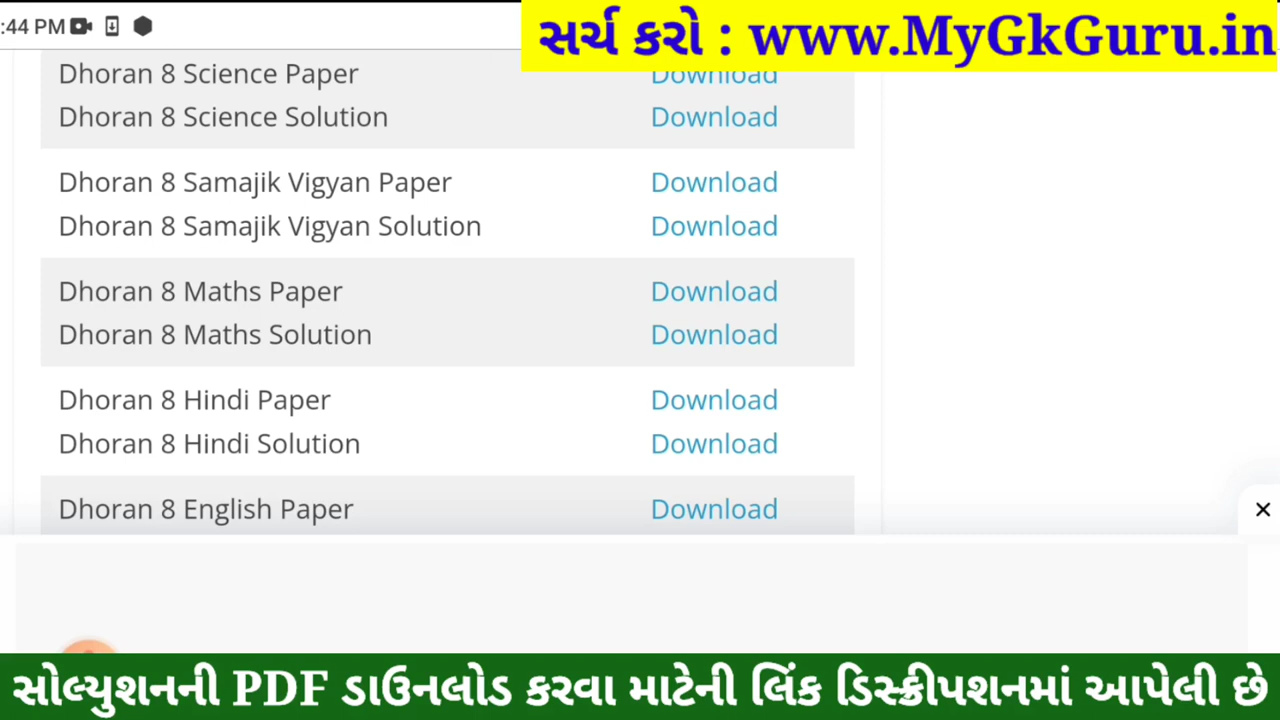 :44 PM
સર્ચ કરો : www.MyGkGuru.in
Dhoran 8 Science Paper Download
Dhoran 8 Science Solution Download
Dhoran 8 Samajik Vigyan Paper Download
Dhoran 8 Samajik Vigyan Solution Download
Dhoran 8 Maths Paper Download
Dhoran 8 Maths Solution Download
Dhoran 8 Hindi Paper Download
Dhoran 8 Hindi Solution Download
Dhoran 8 English Paper Download
સોલ્યુશનની PDF ડાઉનલોડ કરવા માટેની લિંક ડિસ્ક્રીપશનમાં આપેલી છે